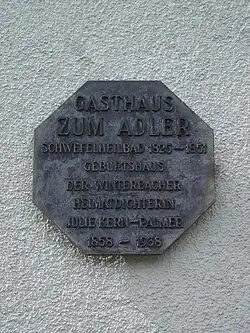 GASTHAUS
ZUM ADLER
SCHWEFELHEILBAD 1825 – 1851
GEBURTSHAUS
DER WINTERBACHER
HEIMATDICHTERIN
JULIE KERN–PALMER
1858 – 1938